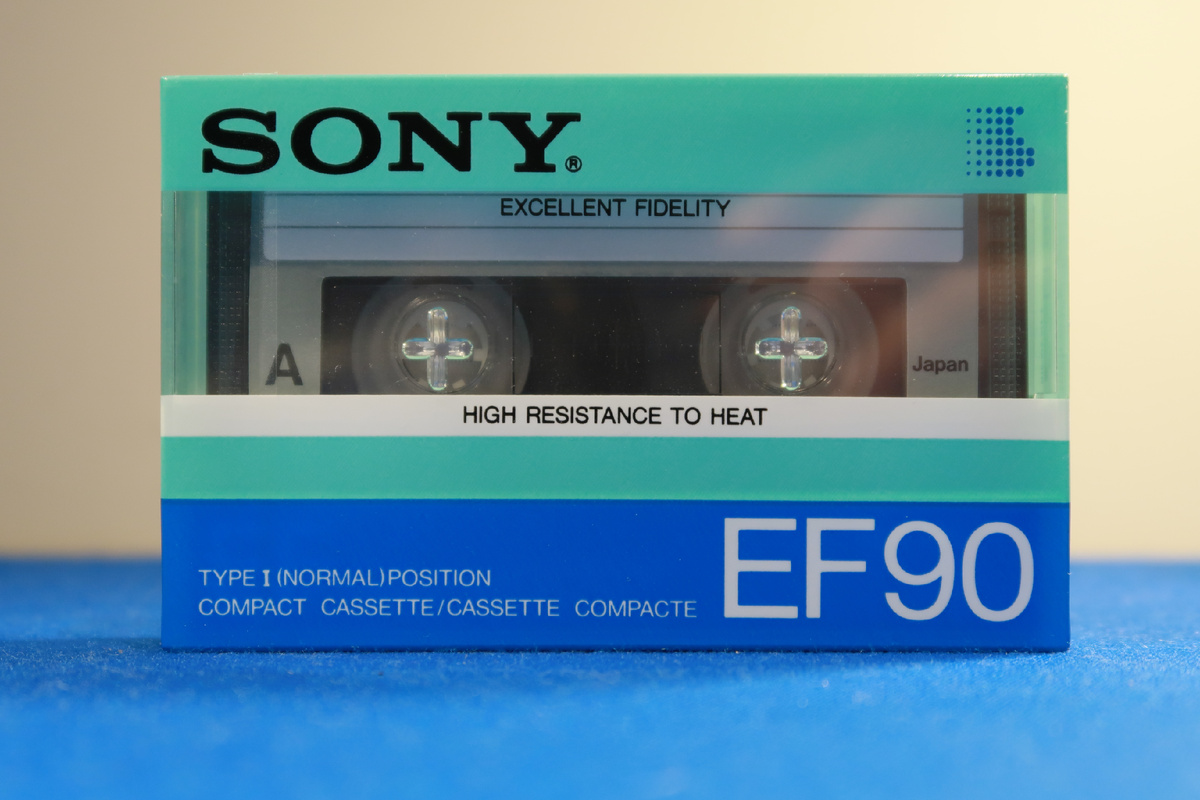 SONY®
EXCELLENT FIDELITY
A
Japan
HIGH RESISTANCE TO HEAT
EF90
TYPE I (NORMAL) POSITION
COMPACT CASSETTE/CASSETTE COMPACTE